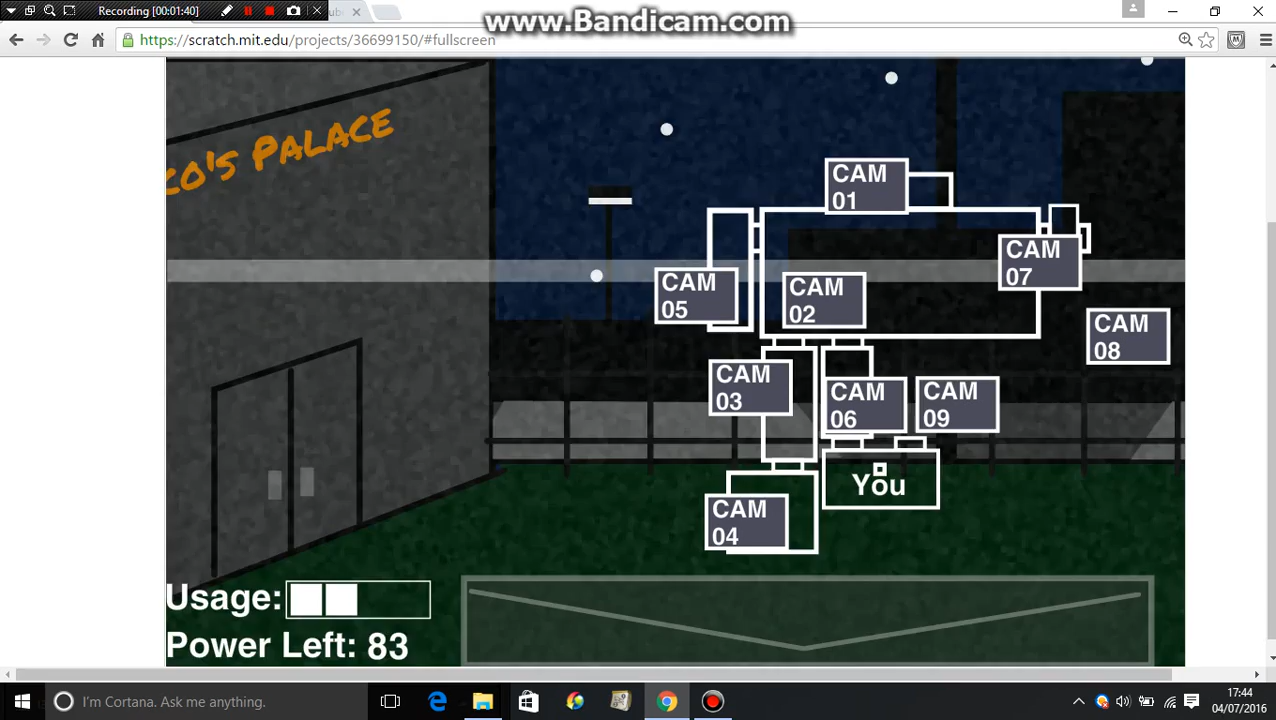 Recording [00:01:40]
www.Bandicam.com
https://scratch.mit.edu/projects/36699150/#fullscreen
CO'S PALACE
CAM
01
CAM
07
CAM
05
CAM
02
CAM
08
CAM
03
CAM
06
CAM
09
You
CAM
04
Usage:
Power Left: 83
I'm Cortana. Ask me anything.
17:44
04/07/2016